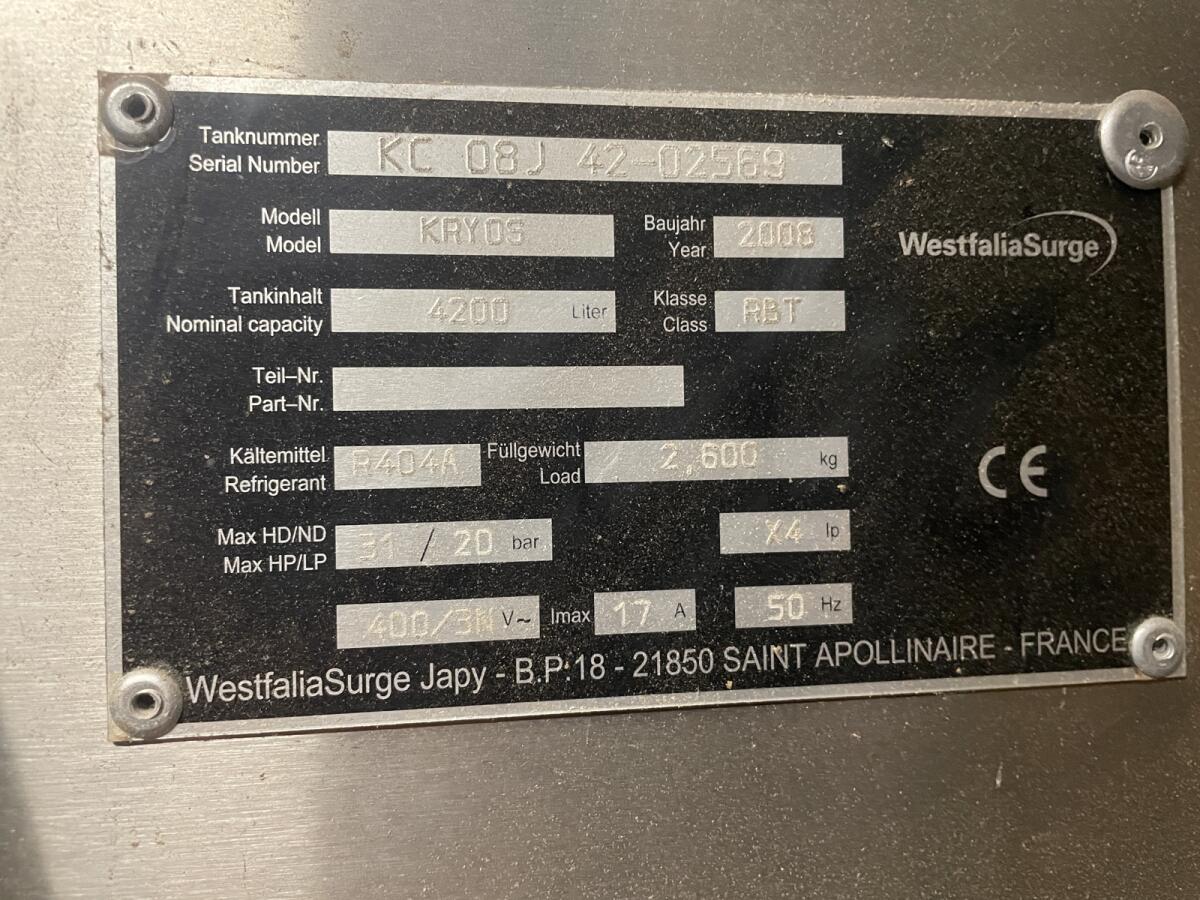 Tanknummer
Serial Number
KC 08J 42-02569
Modell
Model
KRYOS
Baujahr
Year
2008
WestfaliaSurge
Tankinhalt
Nominal capacity
4200 Liter
Klasse
Class
RBT
Teil–Nr.
Part–Nr.
Kältemittel
Refrigerant
R404A
Füllgewicht
Load
2,600 kg
CE
Max HD/ND
Max HP/LP
31 / 20 bar
X4 Ip
400/3N V~
Imax 17 A
50 Hz
WestfaliaSurge Japy - B.P.18 - 21850 SAINT APOLLINAIRE - FRANCE